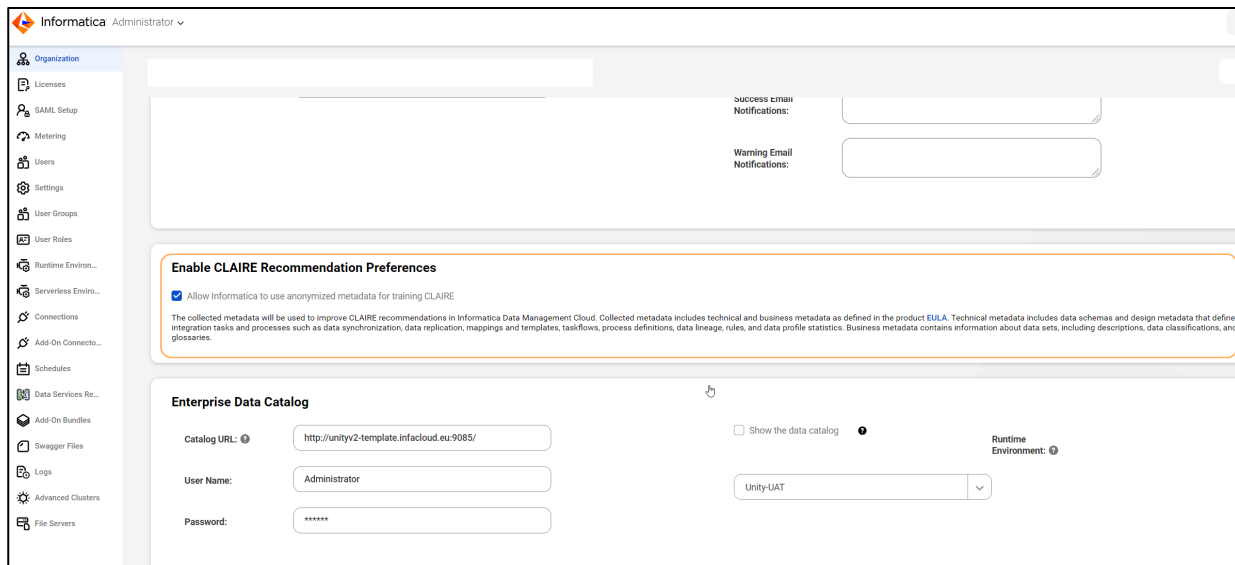 Informatica Administrator
Organization
Licenses
SAML Setup
Metering
Users
Settings
User Groups
User Roles
Runtime Environ...
Serverless Enviro...
Connections
Add-On Connecto...
Schedules
Data Services Re...
Add-On Bundles
Swagger Files
Logs
Advanced Clusters
File Servers
Success Email
Notifications:
Warning Email
Notifications:
Enable CLAIRE Recommendation Preferences
Allow Informatica to use anonymized metadata for training CLAIRE
The collected metadata will be used to improve CLAIRE recommendations in Informatica Data Management Cloud. Collected metadata includes technical and business metadata as defined in the product EULA. Technical metadata includes data schemas and design metadata that define
integration tasks and processes such as data synchronization, data replication, mappings and templates, taskflows, process definitions, data lineage, rules, and data profile statistics. Business metadata contains information about data sets, including descriptions, data classifications, and
glossaries.
Enterprise Data Catalog
Catalog URL: ? http://unityv2-template.infacloud.eu:9085/
Show the data catalog ?
Runtime
Environment: ?
User Name: Administrator
Unity-UAT
Password: ******